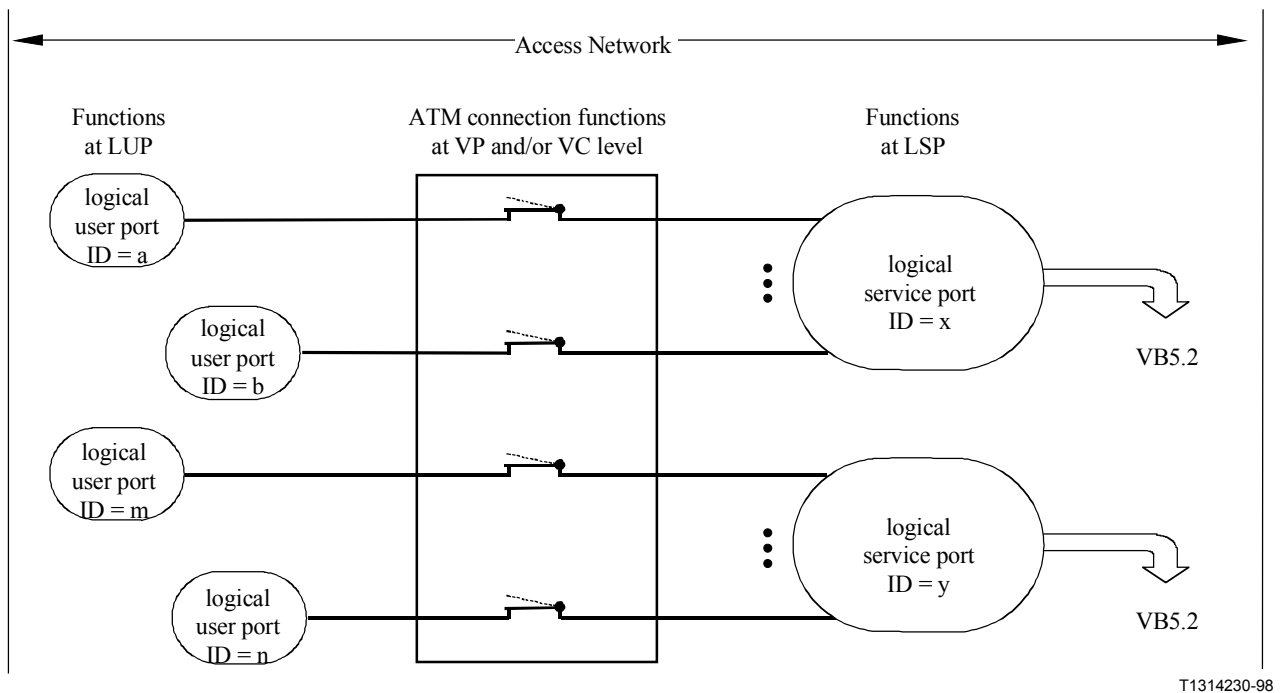 Access Network
Functions
at LUP
ATM connection functions
at VP and/or VC level
Functions
at LSP
logical
user port
ID = a
logical
service port
ID = x
logical
user port
ID = b
VB5.2
logical
user port
ID = m
logical
service port
ID = y
logical
user port
ID = n
VB5.2
T1314230-98